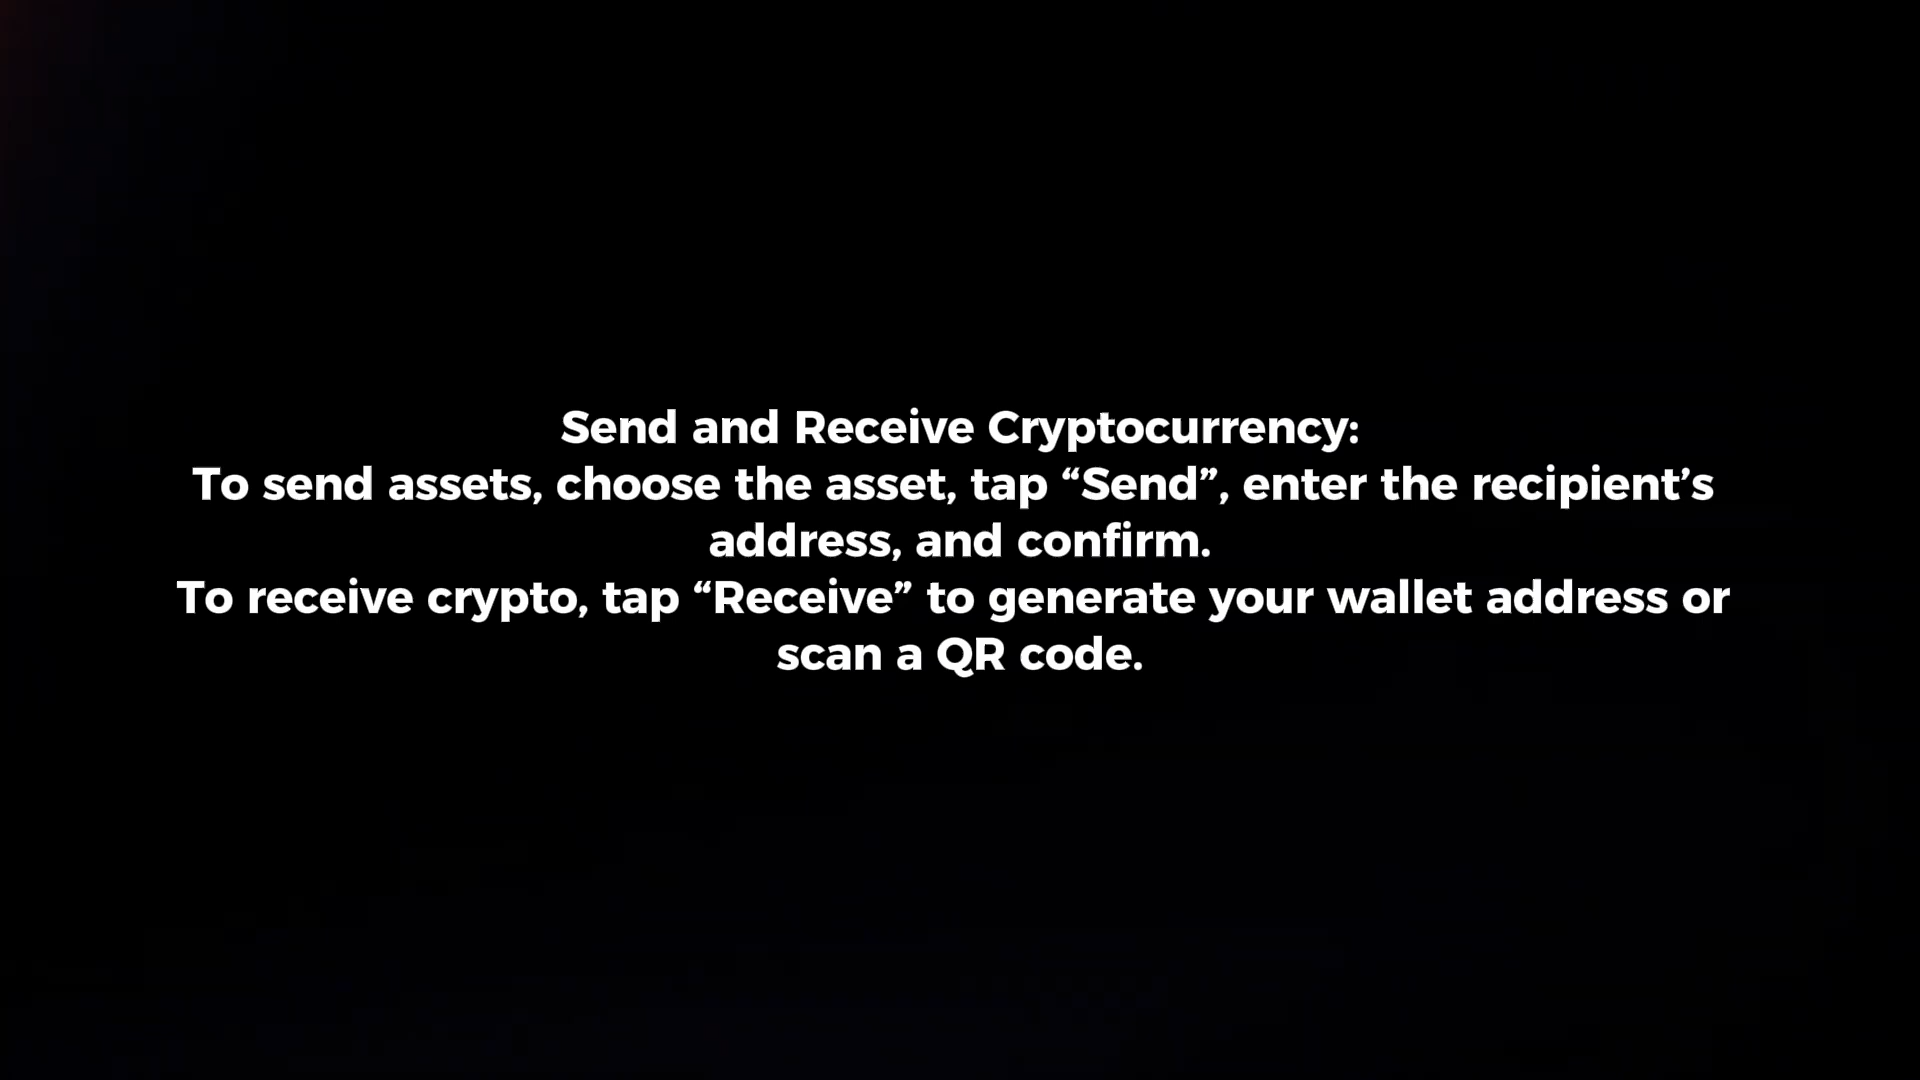 Send and Receive Cryptocurrency:
To send assets, choose the asset, tap “Send”, enter the recipient’s
address, and confirm.
To receive crypto, tap “Receive” to generate your wallet address or
scan a QR code.